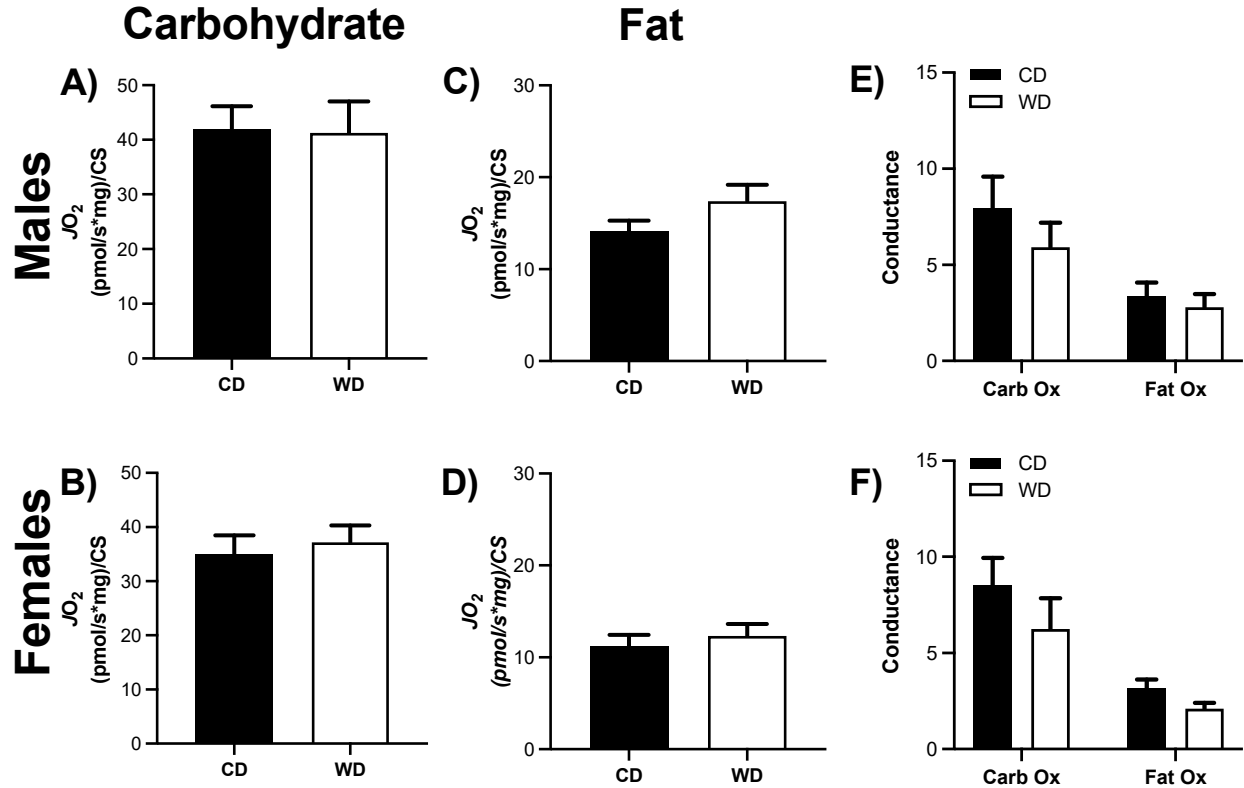 Carbohydrate
Fat
Males
Females
A)
50
40
30
20
10
0
JO₂
(pmol/s*mg)/CS
CD
WD
C)
30
20
10
0
JO₂
(pmol/s*mg)/CS
CD
WD
E)
CD
WD
15
10
5
0
Conductance
Carb Ox
Fat Ox
B)
50
40
30
20
10
0
JO₂
(pmol/s*mg)/CS
CD
WD
D)
30
20
10
0
JO₂
(pmol/s*mg)/CS
CD
WD
F)
CD
WD
15
10
5
0
Conductance
Carb Ox
Fat Ox